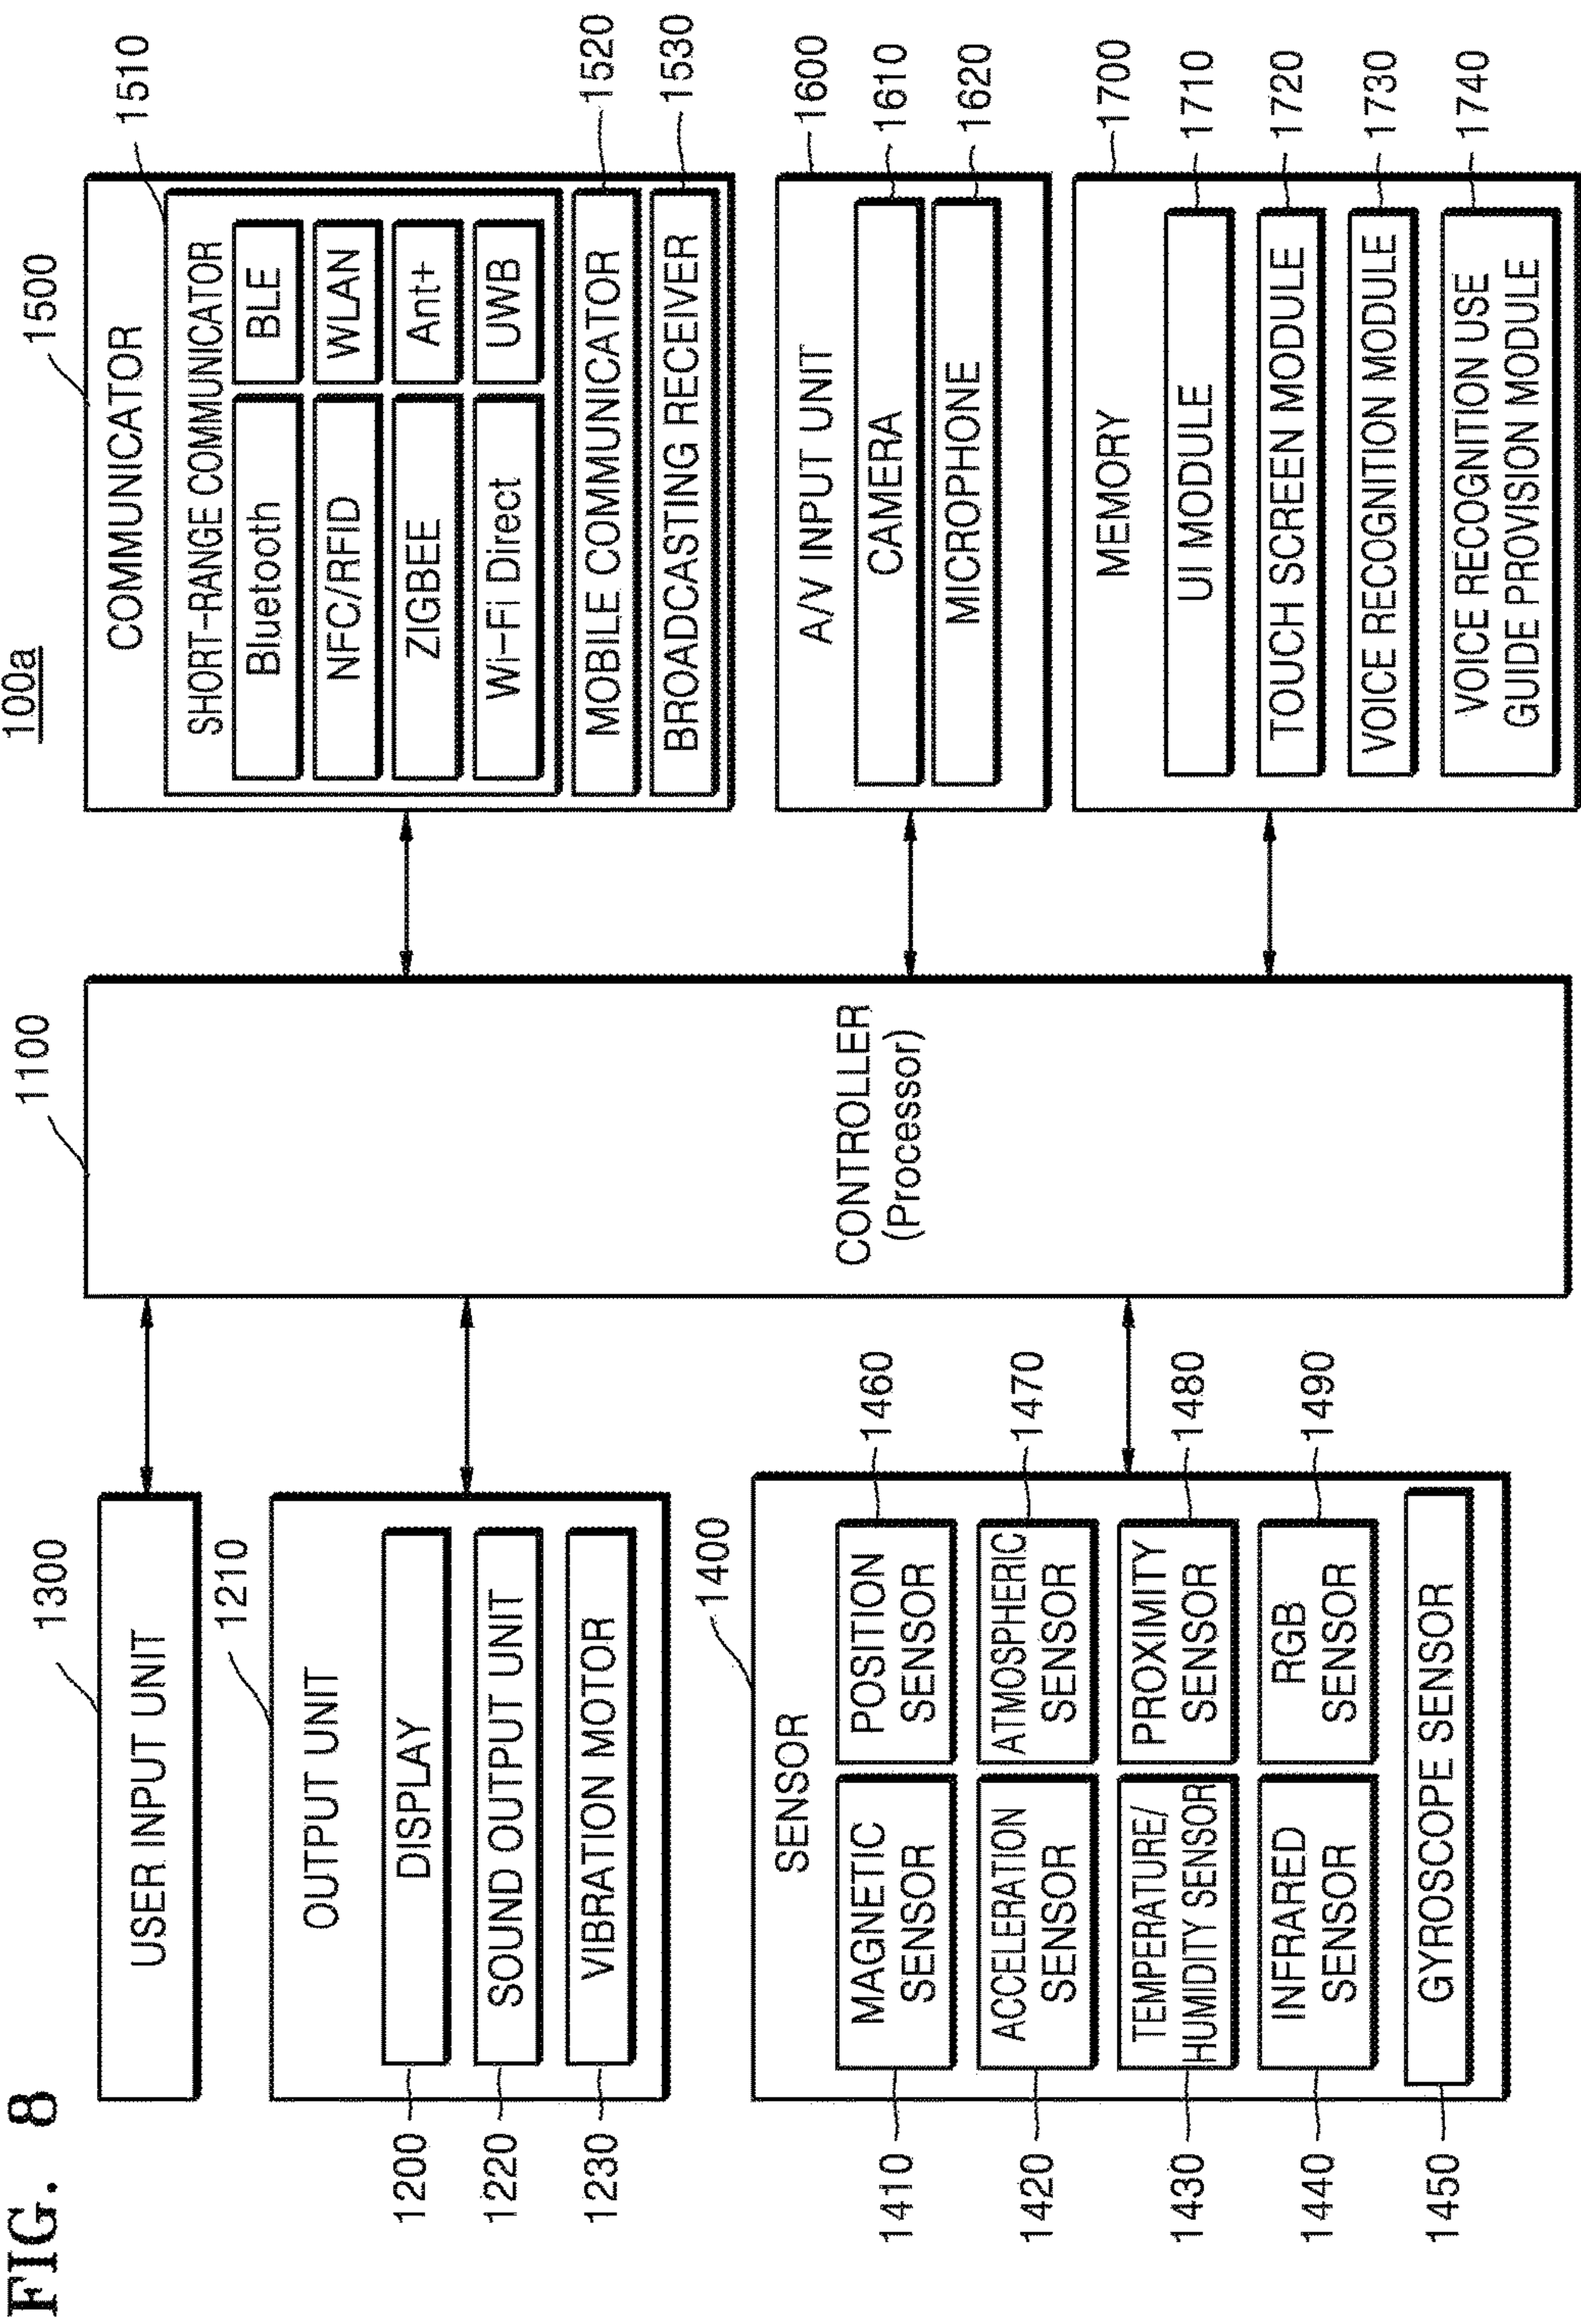 FIG. 8
100a
1300
USER INPUT UNIT
1210
OUTPUT UNIT
1200
DISPLAY
1220
SOUND OUTPUT UNIT
1230
VIBRATION MOTOR
1400
SENSOR
1410
MAGNETIC
SENSOR
POSITION
SENSOR
1460
1420
ACCELERATION
SENSOR
ATMOSPHERIC
SENSOR
1470
1430
TEMPERATURE/
HUMIDITY SENSOR
PROXIMITY
SENSOR
1480
1440
INFRARED
SENSOR
RGB
SENSOR
1490
1450
GYROSCOPE SENSOR
1100
CONTROLLER
(Processor)
1500
COMMUNICATOR
1510
SHORT-RANGE COMMUNICATOR
Bluetooth
BLE
NFC/RFID
WLAN
ZIGBEE
Ant+
Wi-Fi Direct
UWB
MOBILE COMMUNICATOR
1520
BROADCASTING RECEIVER
1530
A/V INPUT UNIT
1600
CAMERA
1610
MICROPHONE
1620
MEMORY
1700
UI MODULE
1710
TOUCH SCREEN MODULE
1720
VOICE RECOGNITION MODULE
1730
VOICE RECOGNITION USE
GUIDE PROVISION MODULE
1740